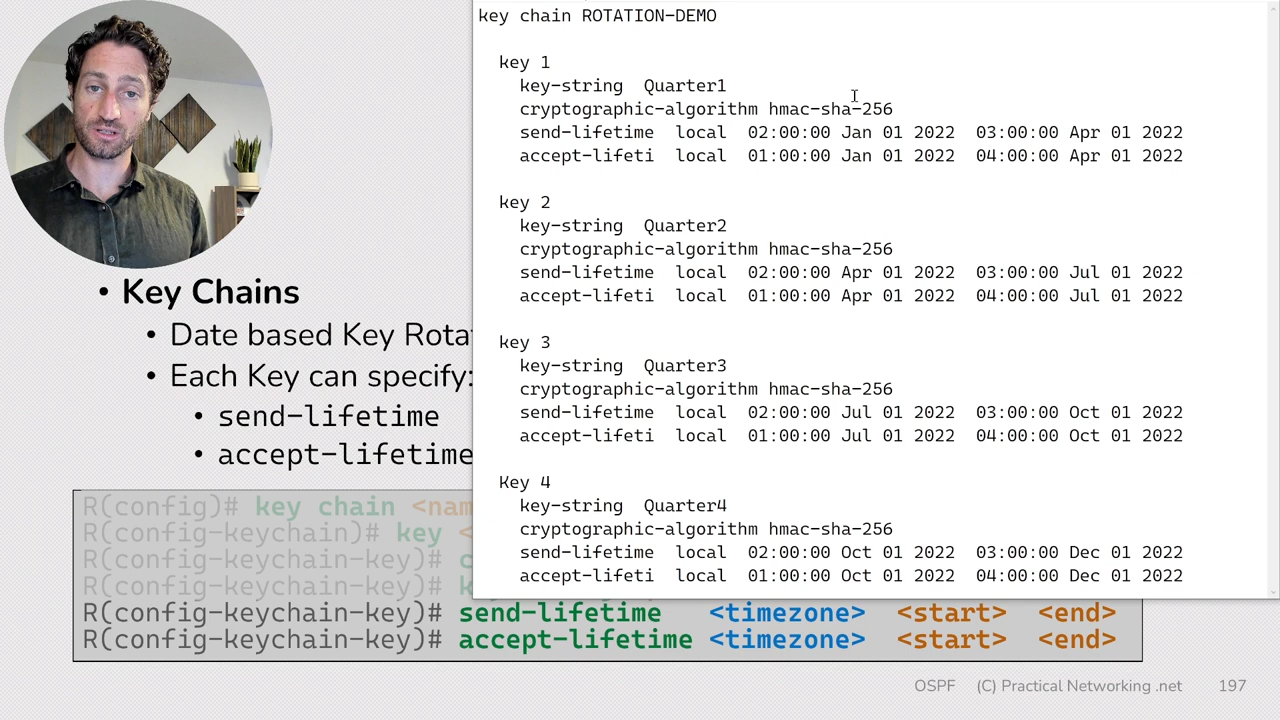 key chain ROTATION-DEMO
key 1
key-string Quarter1
cryptographic-algorithm hmac-sha-256
send-lifetime local 02:00:00 Jan 01 2022 03:00:00 Apr 01 2022
accept-lifeti local 01:00:00 Jan 01 2022 04:00:00 Apr 01 2022
key 2
key-string Quarter2
cryptographic-algorithm hmac-sha-256
send-lifetime local 02:00:00 Apr 01 2022 03:00:00 Jul 01 2022
accept-lifeti local 01:00:00 Apr 01 2022 04:00:00 Jul 01 2022
key 3
key-string Quarter3
cryptographic-algorithm hmac-sha-256
send-lifetime local 02:00:00 Jul 01 2022 03:00:00 Oct 01 2022
accept-lifeti local 01:00:00 Jul 01 2022 04:00:00 Oct 01 2022
Key 4
key-string Quarter4
cryptographic-algorithm hmac-sha-256
send-lifetime local 02:00:00 Oct 01 2022 03:00:00 Dec 01 2022
accept-lifeti local 01:00:00 Oct 01 2022 04:00:00 Dec 01 2022
• Key Chains
• Date based Key
• Each Key can specify:
• send-lifetime
• accept-lifetime
R(config)# key chain
R(config-keychain)# key
R(config-keychain-key)#
R(config-keychain-key)#
R(config-keychain-key)# send-lifetime <timezone> <start> <end>
R(config-keychain-key)# accept-lifetime <timezone> <start> <end>
OSPF (C) Practical Networking .net 197